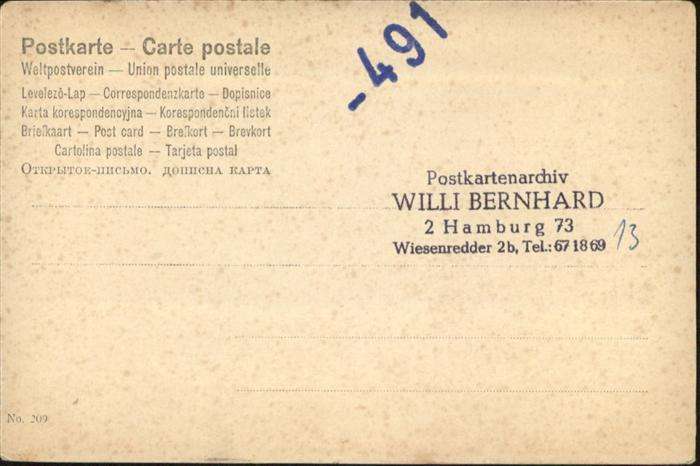 Postkarte — Carte postale
Weltpostverein — Union postale universelle
Levelező-Lap — Correspondenzkarte — Dopisnice
Karta korespondencyjna — Korespondenční listek
Briefkaart — Post card — Brefkort — Brevkort
Cartolina postale — Tarjeta postal
Открытое-письмо. дописна карта
-491
Postkartenarchiv
WILLI BERNHARD
2 Hamburg 73
Wiesenredder 2b, Tel.: 67 18 69
13
No. 209